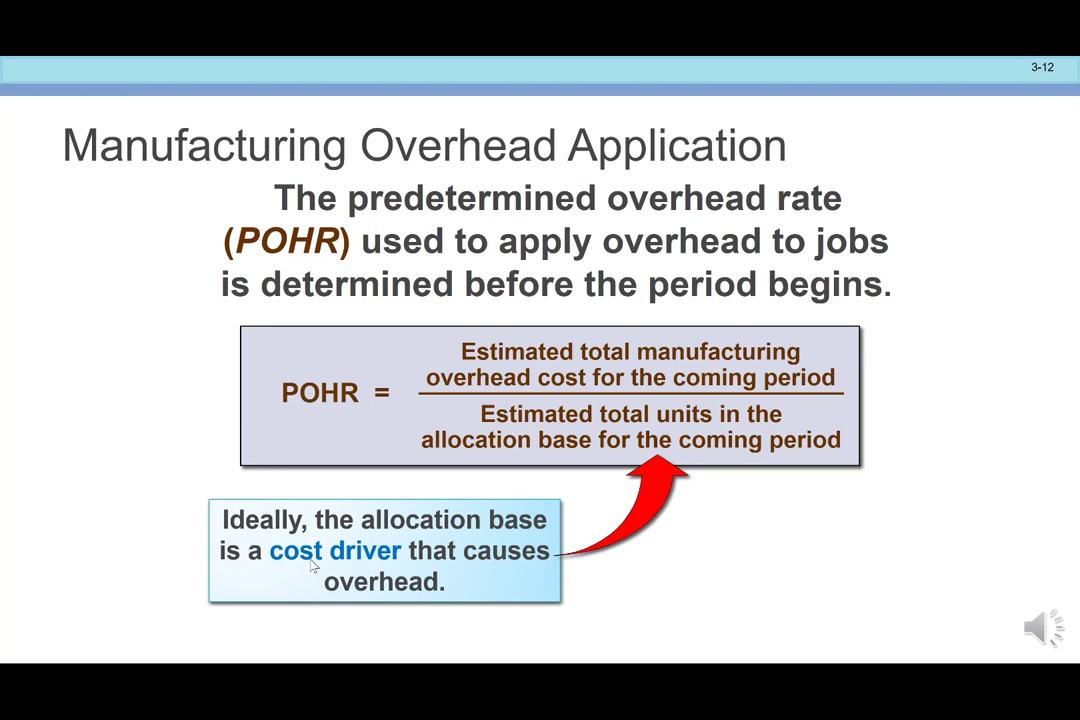 3-12
Manufacturing Overhead Application
The predetermined overhead rate
(POHR) used to apply overhead to jobs
is determined before the period begins.
Estimated total manufacturing
overhead cost for the coming period
POHR =
Estimated total units in the
allocation base for the coming period
Ideally, the allocation base
is a cost driver that causes
overhead.